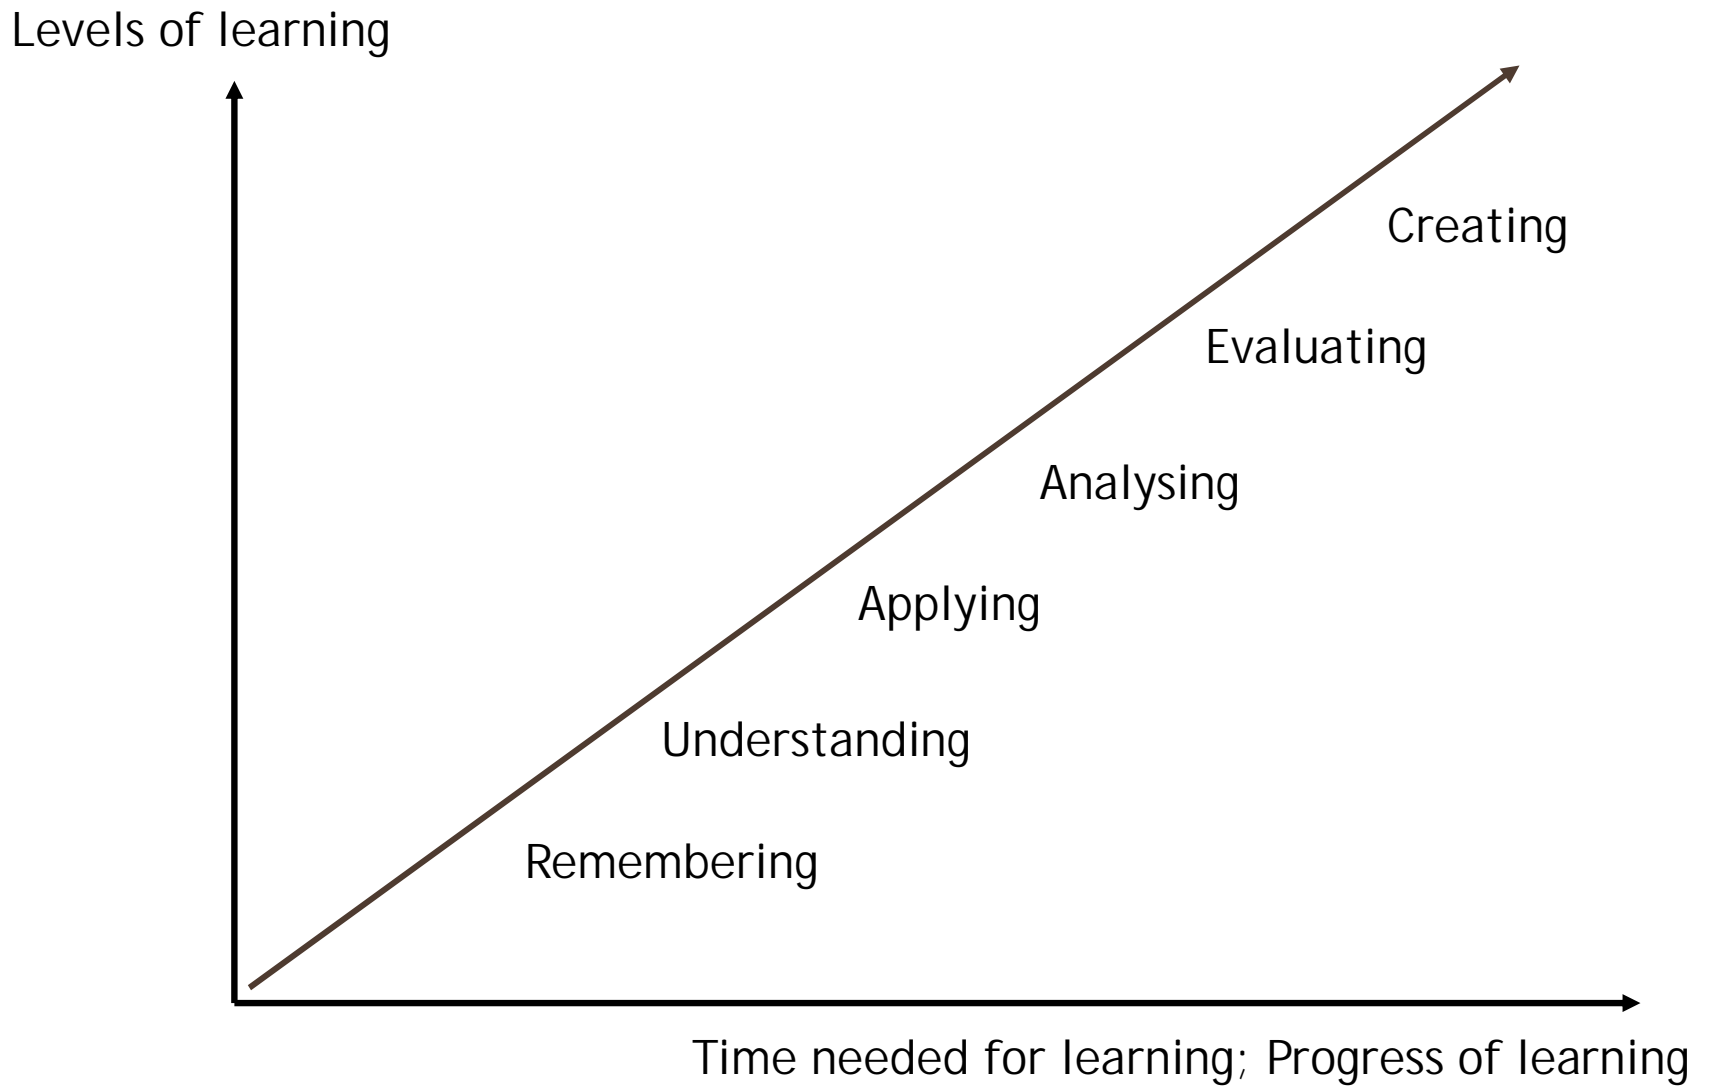 Levels of learning
Creating
Evaluating
Analysing
Applying
Understanding
Remembering
Time needed for learning; Progress of learning